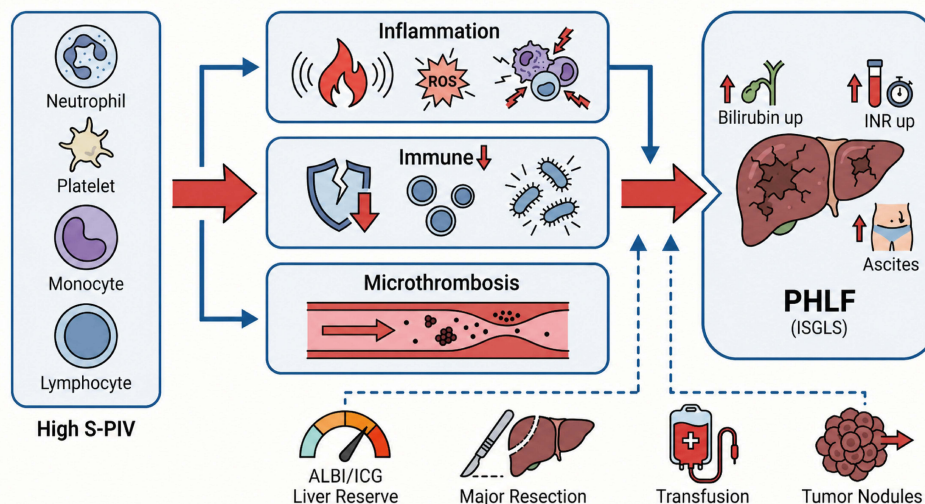 Neutrophil
Platelet
Monocyte
Lymphocyte
High S-PIV
Inflammation
ROS
Immune
Microthrombosis
Bilirubin up
INR up
Ascites
PHLF
(ISGLS)
ALBI/ICG
Liver Reserve
Major Resection
Transfusion
Tumor Nodules